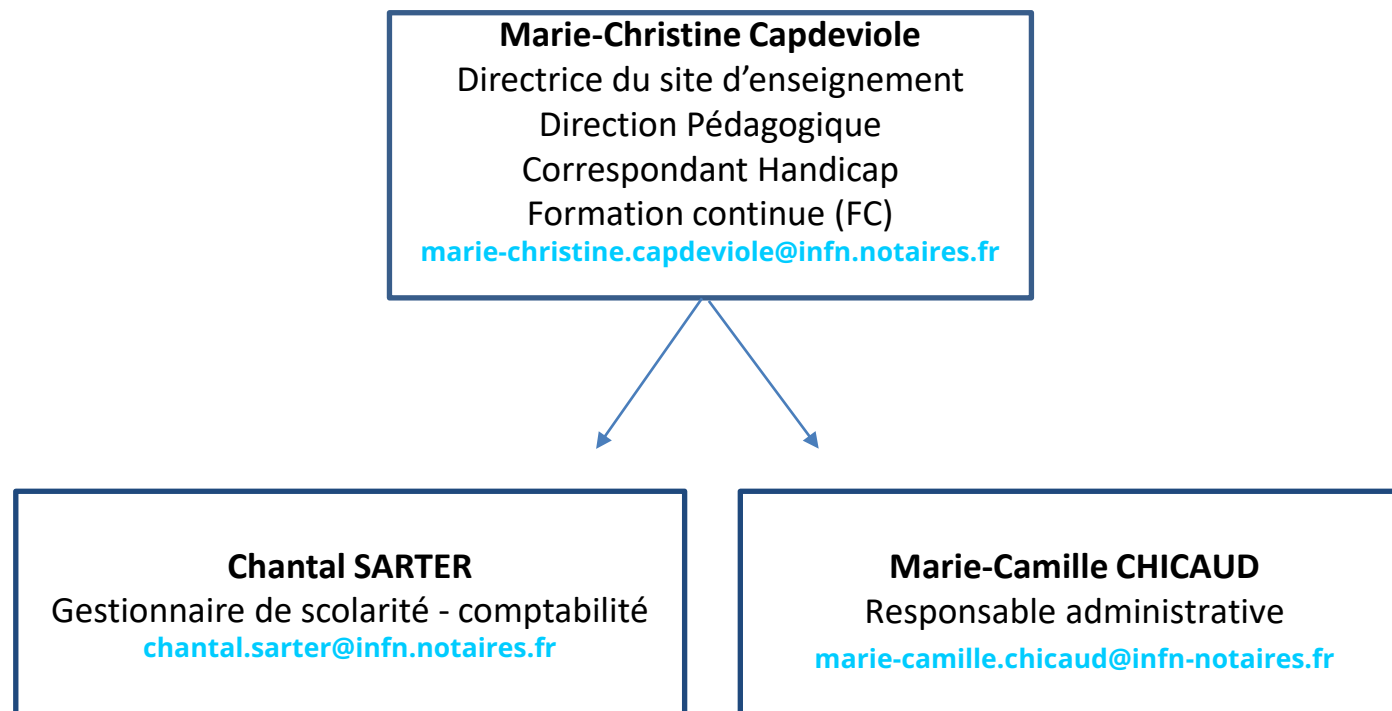 Marie-Christine Capdeviole
Directrice du site d’enseignement
Direction Pédagogique
Correspondant Handicap
Formation continue (FC)
marie-christine.capdeviole@infn.notaires.fr
Chantal SARTER
Gestionnaire de scolarité - comptabilité
chantal.sarter@infn.notaires.fr
Marie-Camille CHICAUD
Responsable administrative
marie-camille.chicaud@infn-notaires.fr